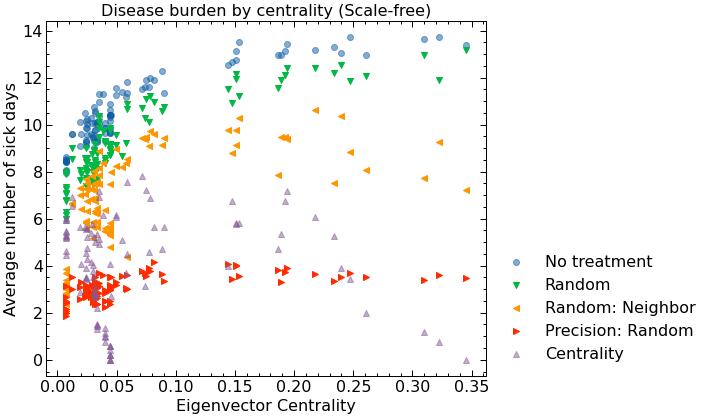 Disease burden by centrality (Scale-free)
Average number of sick days
14
12
10
8
6
4
2
0
0.00 0.05 0.10 0.15 0.20 0.25 0.30 0.35
Eigenvector Centrality
No treatment
Random
Random: Neighbor
Precision: Random
Centrality